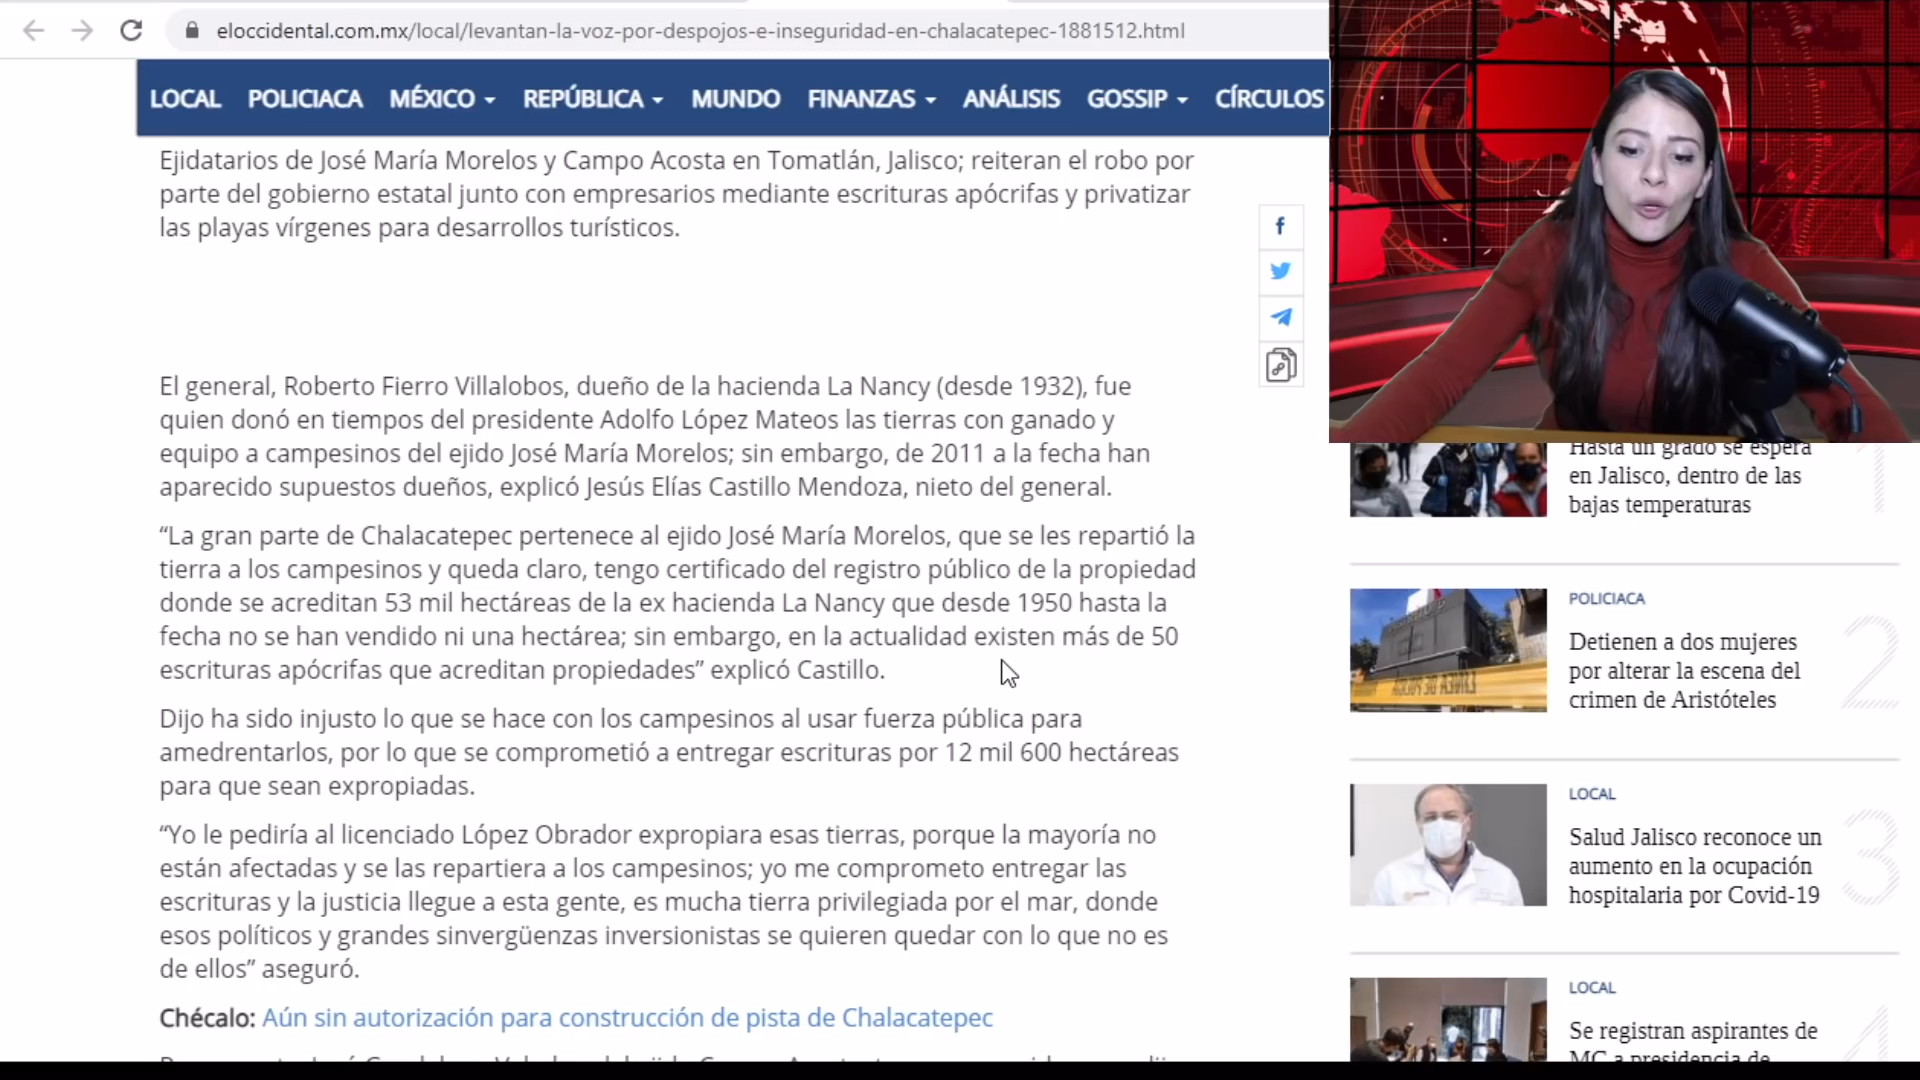 eloccidental.com.mx/local/levantan-la-voz-por-despojos-e-inseguridad-en-chalacatepec-1881512.html
LOCAL POLICIACA MÉXICO REPÚBLICA MUNDO FINANZAS ANÁLISIS GOSSIP CÍRCULOS
Ejidatarios de José María Morelos y Campo Acosta en Tomatlán, Jalisco; reiteran el robo por
parte del gobierno estatal junto con empresarios mediante escrituras apócrifas y privatizar
las playas vírgenes para desarrollos turísticos.
El general, Roberto Fierro Villalobos, dueño de la hacienda La Nancy (desde 1932), fue
quien donó en tiempos del presidente Adolfo López Mateos las tierras con ganado y
equipo a campesinos del ejido José María Morelos; sin embargo, de 2011 a la fecha han
aparecido supuestos dueños, explicó Jesús Elías Castillo Mendoza, nieto del general.
“La gran parte de Chalacatepec pertenece al ejido José María Morelos, que se les repartió la
tierra a los campesinos y queda claro, tengo certificado del registro público de la propiedad
donde se acreditan 53 mil hectáreas de la ex hacienda La Nancy que desde 1950 hasta la
fecha no se han vendido ni una hectárea; sin embargo, en la actualidad existen más de 50
escrituras apócrifas que acreditan propiedades” explicó Castillo.
Dijo ha sido injusto lo que se hace con los campesinos al usar fuerza pública para
amedrentarlos, por lo que se comprometió a entregar escrituras por 12 mil 600 hectáreas
para que sean expropiadas.
“Yo le pediría al licenciado López Obrador expropiara esas tierras, porque la mayoría no
están afectadas y se las repartiera a los campesinos; yo me comprometo entregar las
escrituras y la justicia llegue a esta gente, es mucha tierra privilegiada por el mar, donde
esos políticos y grandes sinvergüenzas inversionistas se quieren quedar con lo que no es
de ellos” aseguró.
Chécalo: Aún sin autorización para construcción de pista de Chalacatepec
Hasta un grado se espera
en Jalisco, dentro de las
bajas temperaturas
1
POLICIACA
Detienen a dos mujeres
por alterar la escena del
crimen de Aristóteles
2
LOCAL
Salud Jalisco reconoce un
aumento en la ocupación
hospitalaria por Covid-19
3
LOCAL
Se registran aspirantes de
MC a presidencia de
4